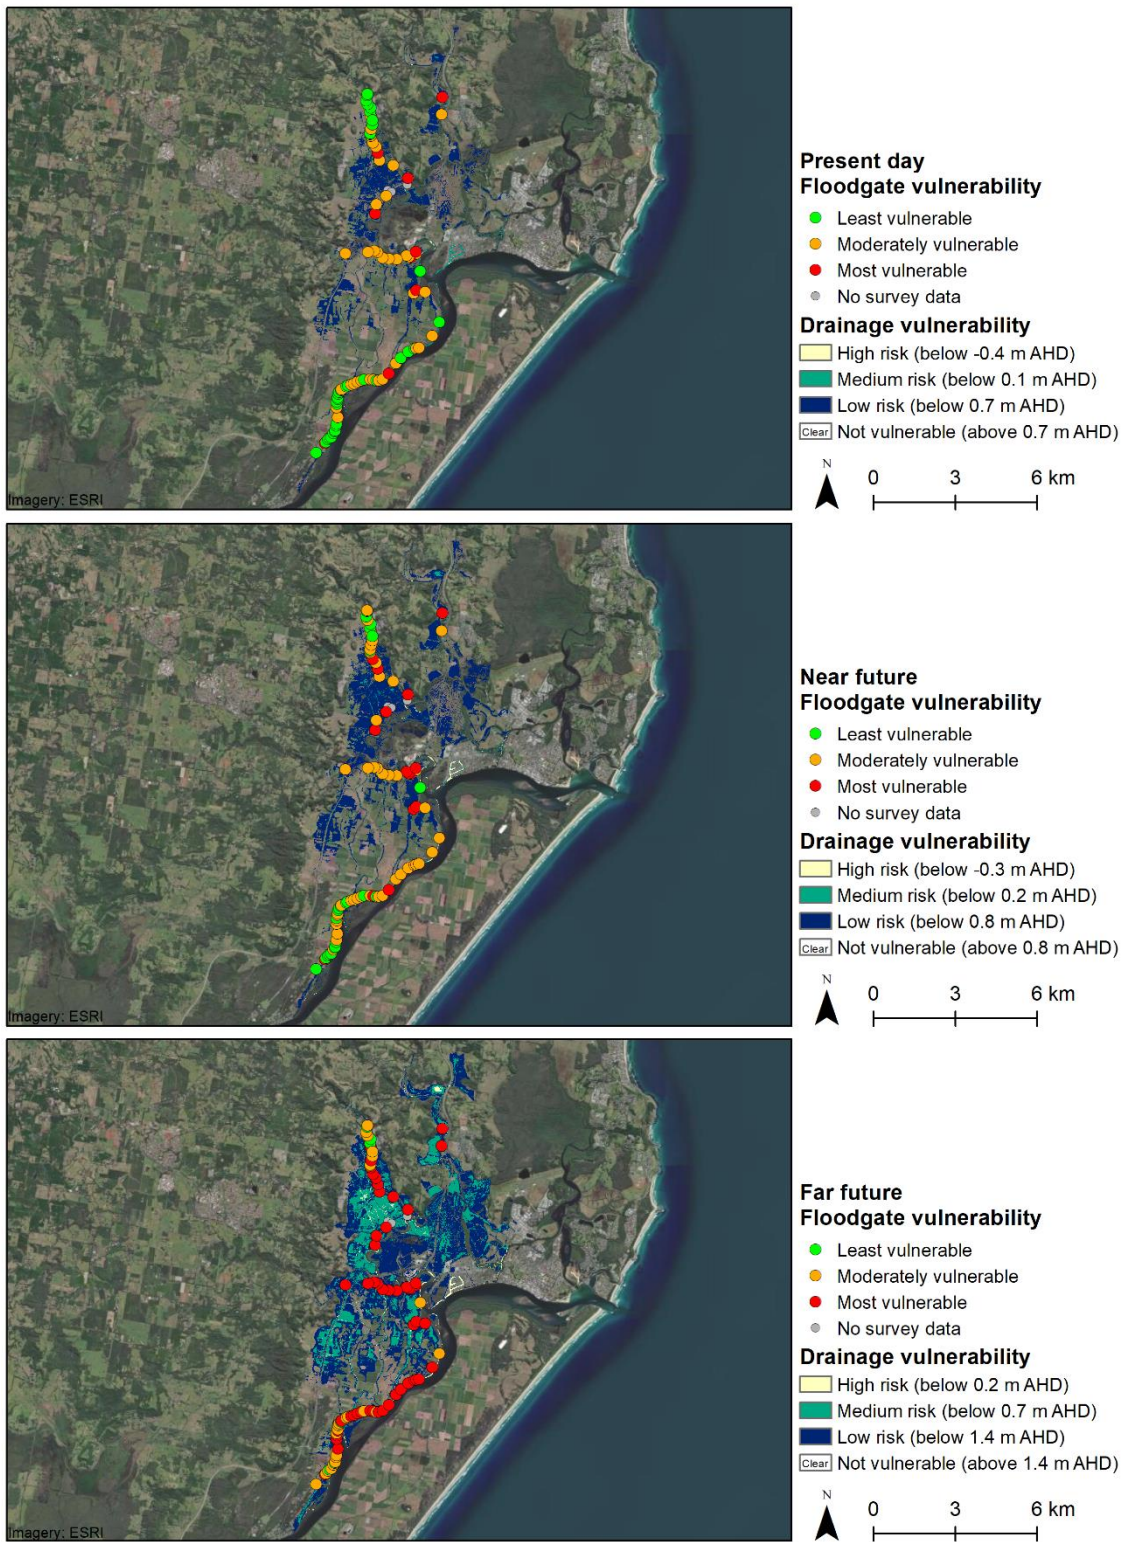 Present day
Floodgate vulnerability
Least vulnerable
Moderately vulnerable
Most vulnerable
No survey data
Drainage vulnerability
High risk (below -0.4 m AHD)
Medium risk (below 0.1 m AHD)
Low risk (below 0.7 m AHD)
Clear Not vulnerable (above 0.7 m AHD)
N
0 3 6 km
Imagery: ESRI
Near future
Floodgate vulnerability
Least vulnerable
Moderately vulnerable
Most vulnerable
No survey data
Drainage vulnerability
High risk (below -0.3 m AHD)
Medium risk (below 0.2 m AHD)
Low risk (below 0.8 m AHD)
Clear Not vulnerable (above 0.8 m AHD)
N
0 3 6 km
Imagery: ESRI
Far future
Floodgate vulnerability
Least vulnerable
Moderately vulnerable
Most vulnerable
No survey data
Drainage vulnerability
High risk (below 0.2 m AHD)
Medium risk (below 0.7 m AHD)
Low risk (below 1.4 m AHD)
Clear Not vulnerable (above 1.4 m AHD)
N
0 3 6 km
Imagery: ESRI